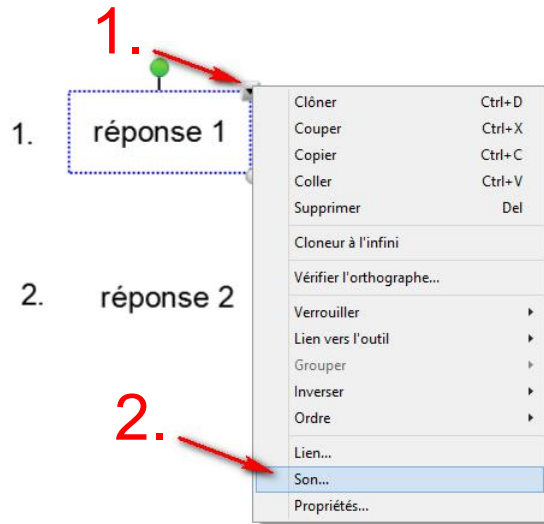 1.
1. réponse 1
2. réponse 2
Clôner Ctrl+D
Couper Ctrl+X
Copier Ctrl+C
Coller Ctrl+V
Supprimer Del
Cloneur à l'infini
Vérifier l'orthographe...
Verrouiller
Lien vers l'outil
Grouper
Inverser
Ordre
2.
Lien...
Son...
Propriétés...